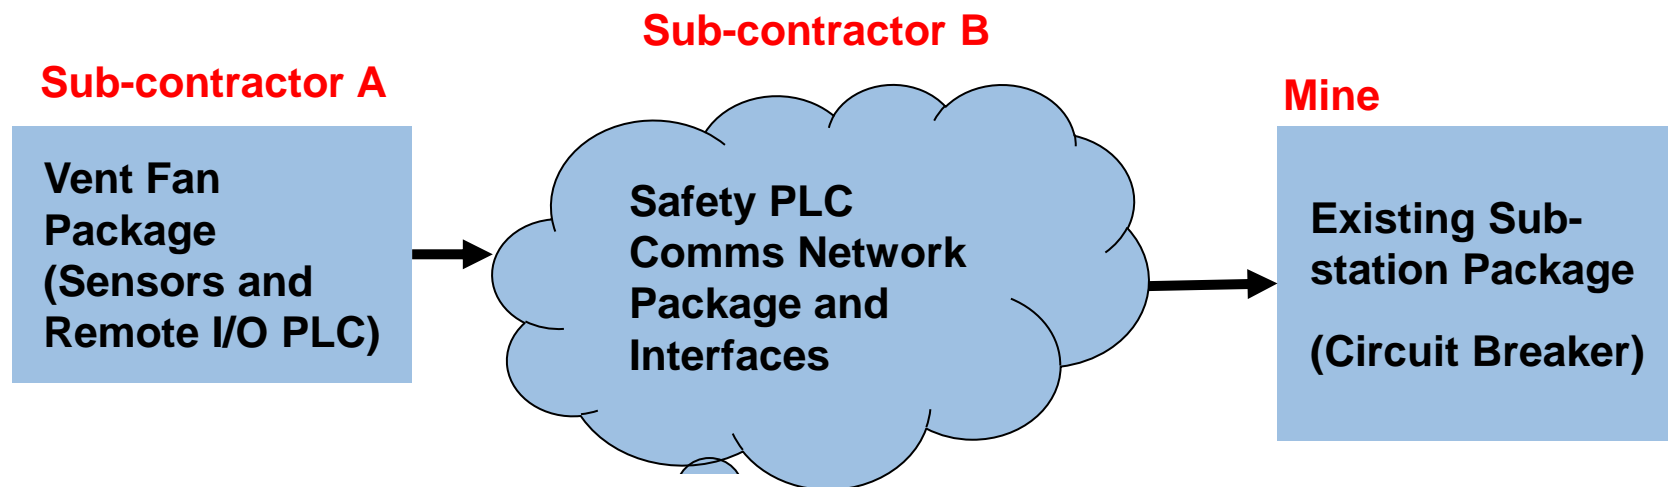 Sub-contractor B
Sub-contractor A
Mine
Vent Fan
Package
(Sensors and
Remote I/O PLC)
Safety PLC
Comms Network
Package and
Interfaces
Existing Sub-
station Package
(Circuit Breaker)